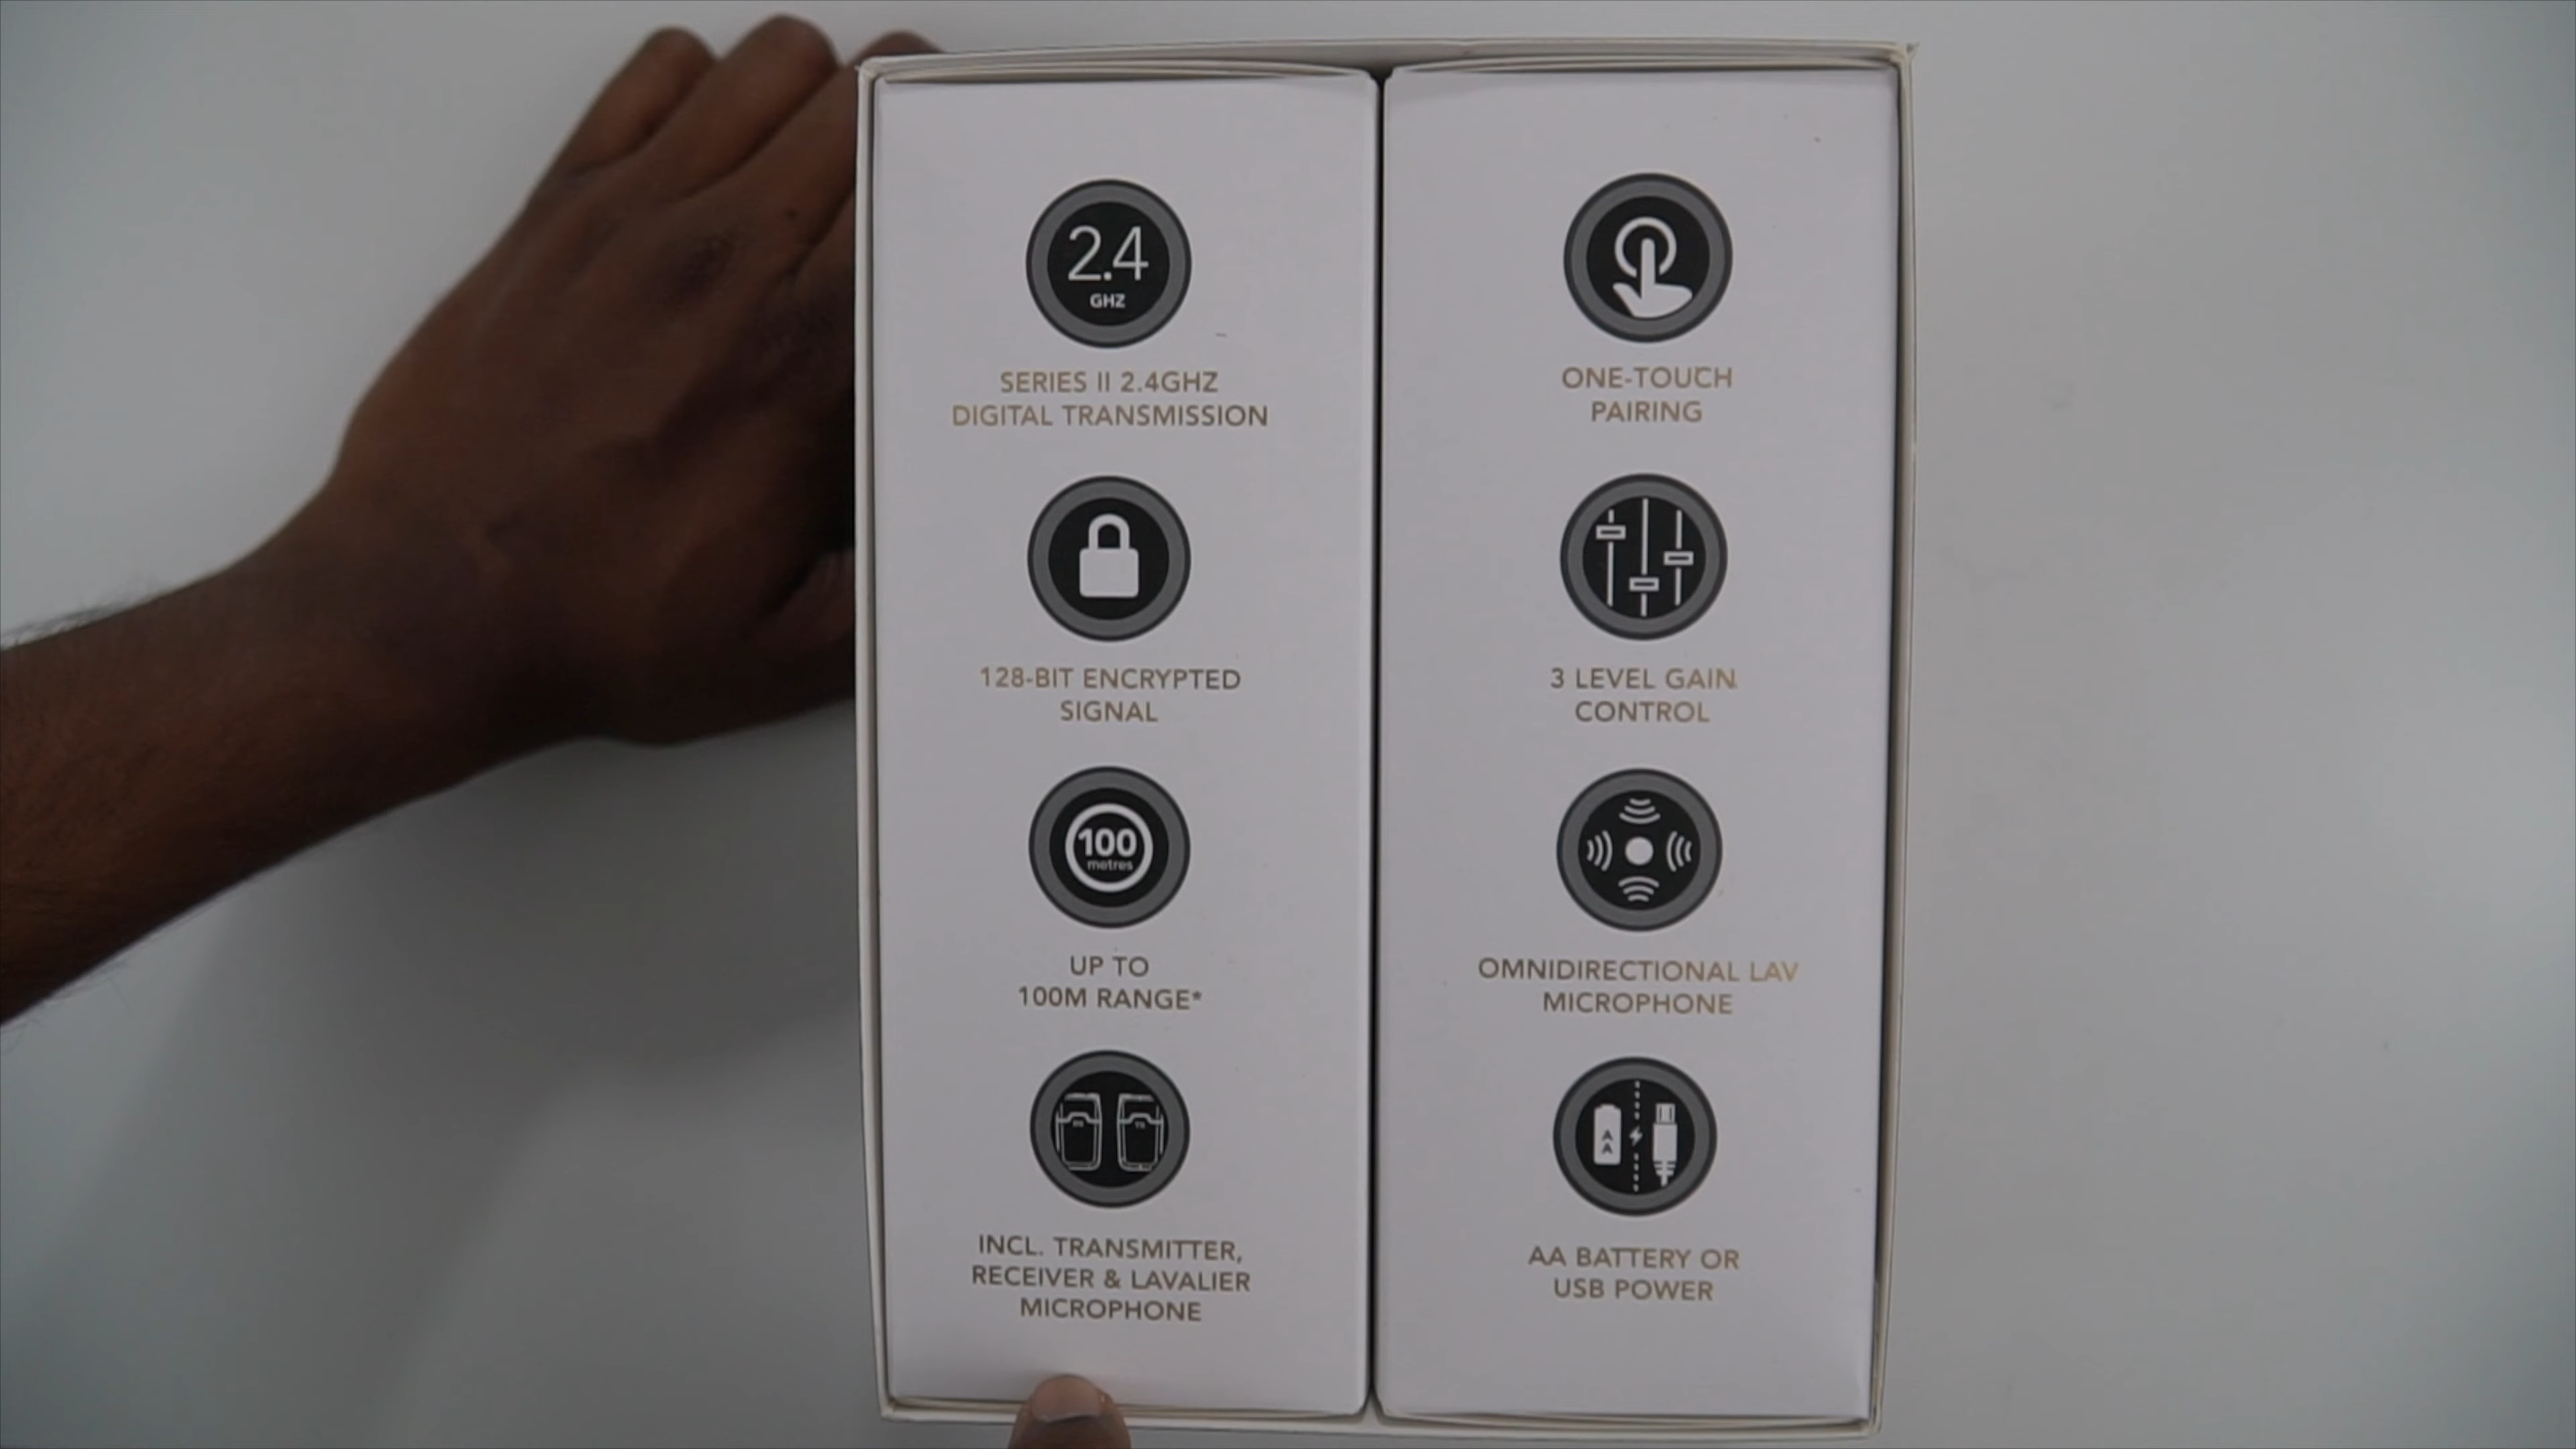 2.4
GHZ
SERIES II 2.4GHZ
DIGITAL TRANSMISSION
128-BIT ENCRYPTED
SIGNAL
100
metres
UP TO
100M RANGE*
INCL. TRANSMITTER,
RECEIVER & LAVALIER
MICROPHONE
ONE-TOUCH
PAIRING
3 LEVEL GAIN
CONTROL
OMNIDIRECTIONAL LAV
MICROPHONE
AA
AA BATTERY OR
USB POWER